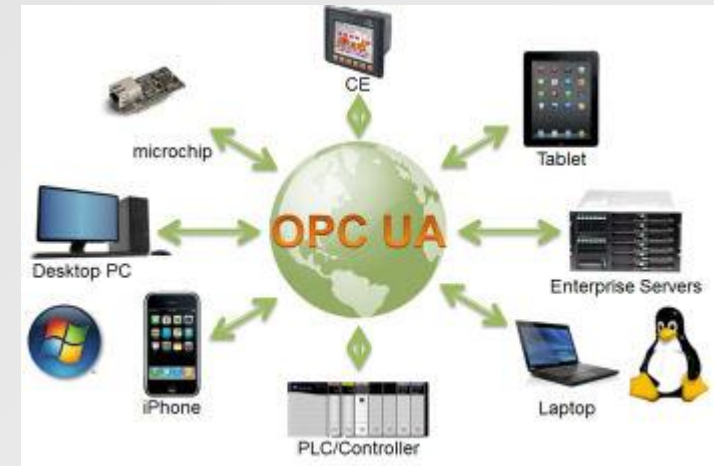 CE
microchip
Tablet
OPC UA
Desktop PC
Enterprise Servers
iPhone
Laptop
PLC/Controller